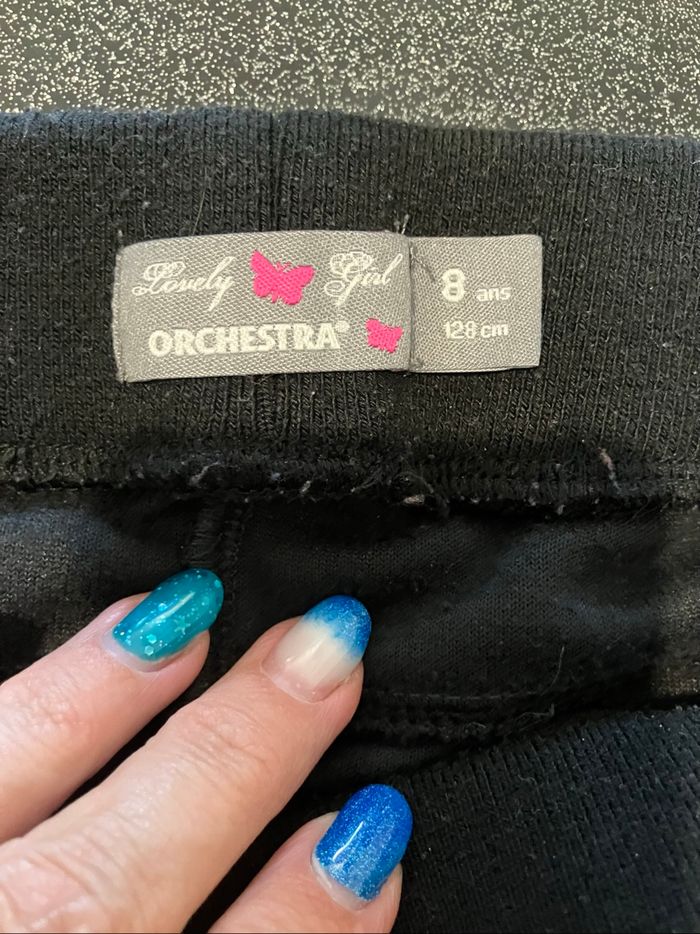 Lovely Girl
ORCHESTRA®
8 ans
128 cm